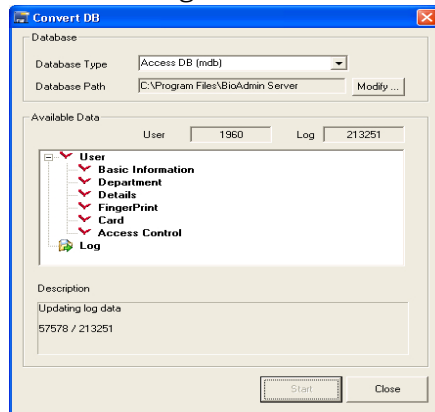 Convert DB
Database
Database Type Access DB (mdb)
Database Path C:\Program Files\BioAdmin Server Modify ...
Available Data
User 1960 Log 213251
User
Basic Information
Department
Details
FingerPrint
Card
Access Control
Log
Description
Updating log data
57578 / 213251
Start Close